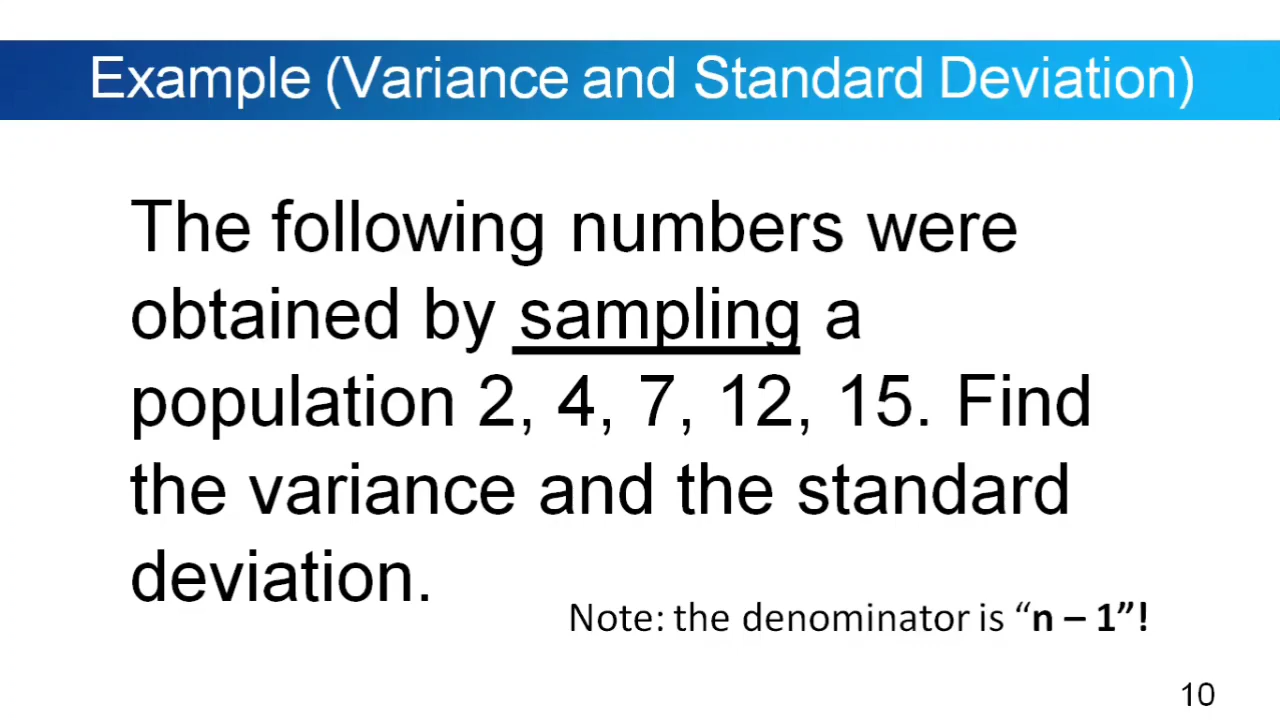 Example (Variance and Standard Deviation)
The following numbers were
obtained by sampling a
population 2, 4, 7, 12, 15. Find
the variance and the standard
deviation.
Note: the denominator is “n – 1”!
10